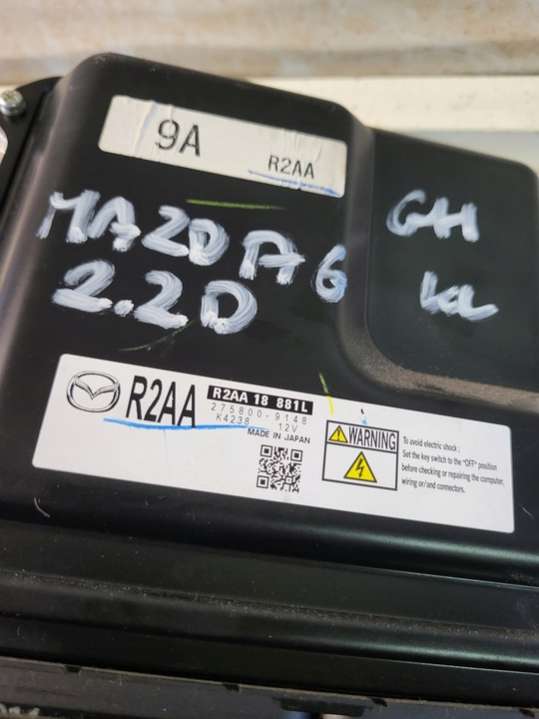 9A
R2AA
MAZDA 6
GH
2.2D
R2AA
R2AA 18 881L
275800-9148
K4238 12V
MADE IN JAPAN
WARNING
To avoid electric shock ;
Set the key switch to the "OFF" position
before checking or repairing the computer,
wiring or/and connectors.